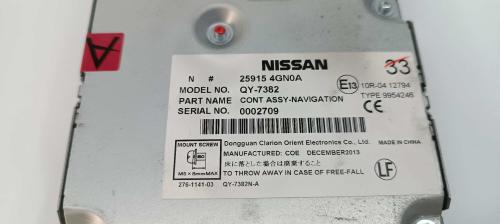 A
NISSAN
N # 25915 4GN0A
MODEL NO. QY-7382
PART NAME CONT ASSY-NAVIGATION
SERIAL NO. 0002709
33
E13 10R-04 12794
TYPE 9954246
CE
MOUNT SCREW
ISO
M5 × 8mmMAX
Dongguan Clarion Orient Electronics Co., Ltd. MADE IN CHINA
MANUFACTURED: COE DECEMBER2013
床に落とした場合は廃棄すること
TO THROW AWAY IN CASE OF FREE-FALL
LF
276-1141-03 QY-7382N-A